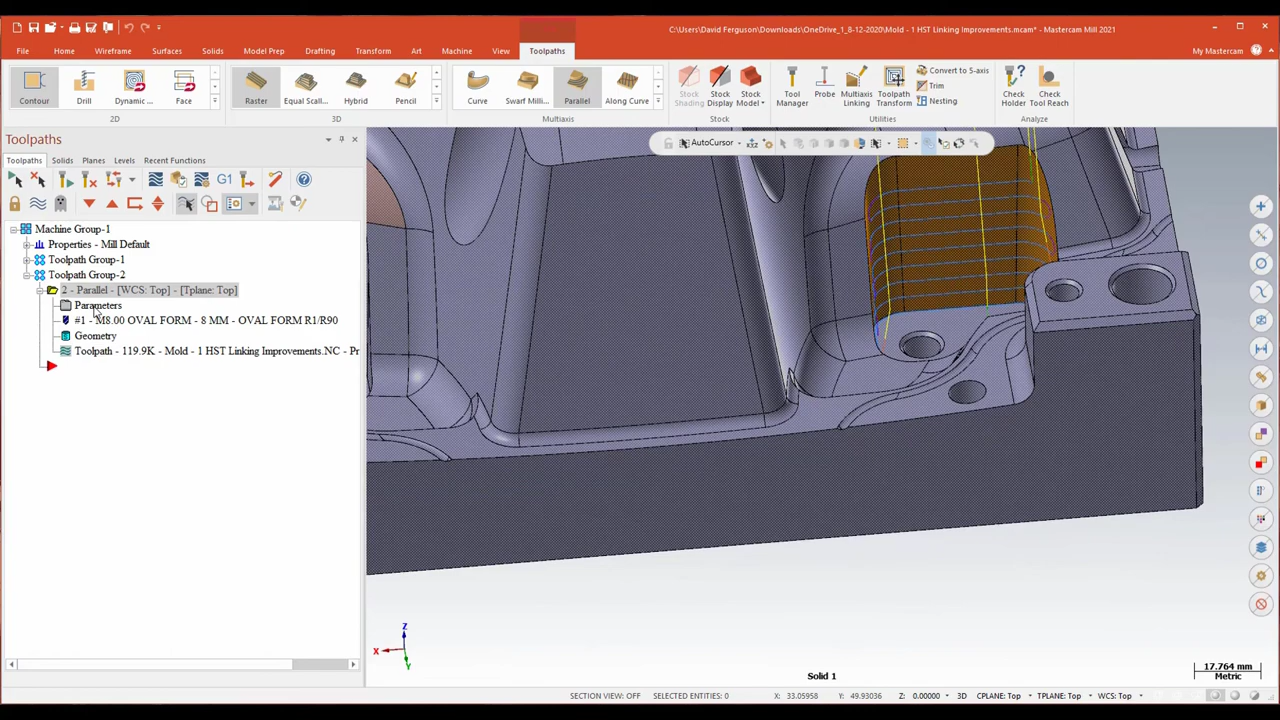 C:\Users\David Ferguson\Downloads\OneDrive_1_8-12-2020\Mold - 1 HST Linking Improvements.mcam* - Mastercam Mill 2021
File Home Wireframe Surfaces Solids Model Prep Drafting Transform Art Machine View Toolpaths My Mastercam
Contour Drill Dynamic ... Face Raster Equal Scall... Hybrid Pencil Curve Swarf Milli... Parallel Along Curve Stock Shading Stock Display Stock Model Tool Manager Probe Multiaxis Linking Toolpath Transform Convert to 5-axis Trim Nesting Check Holder Check Tool Reach
2D 3D Multiaxis Stock Utilities Analyze
Toolpaths
AutoCursor
Toolpaths Solids Planes Levels Recent Functions
G1
Machine Group-1
Properties - Mill Default
Toolpath Group-1
Toolpath Group-2
2 - Parallel - [WCS: Top] - [Tplane: Top]
Parameters
#1 - M8.00 OVAL FORM - 8 MM - OVAL FORM R1/R90
Geometry
Toolpath - 119.9K - Mold - 1 HST Linking Improvements.NC - Pr
Z
X
Y
17.764 mm
Metric
Solid 1
SECTION VIEW: OFF SELECTED ENTITIES: 0 X: 33.05958 Y: 49.93036 Z: 0.00000 3D CPLANE: Top TPLANE: Top WCS: Top